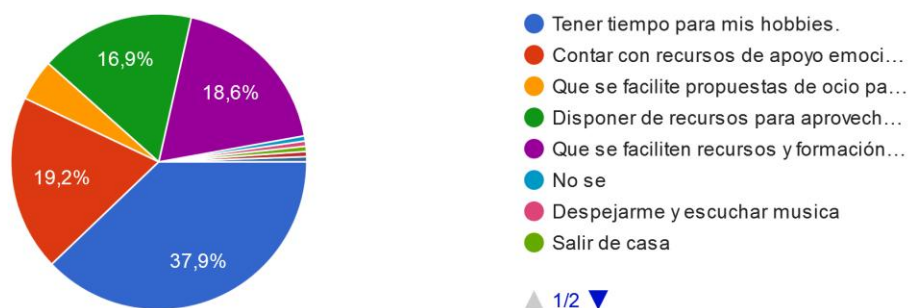 16,9%
18,6%
19,2%
37,9%
Tener tiempo para mis hobbies.
Contar con recursos de apoyo emoci…
Que se facilite propuestas de ocio pa…
Disponer de recursos para aprovech…
Que se faciliten recursos y formación…
No se
Despejarme y escuchar musica
Salir de casa
1/2